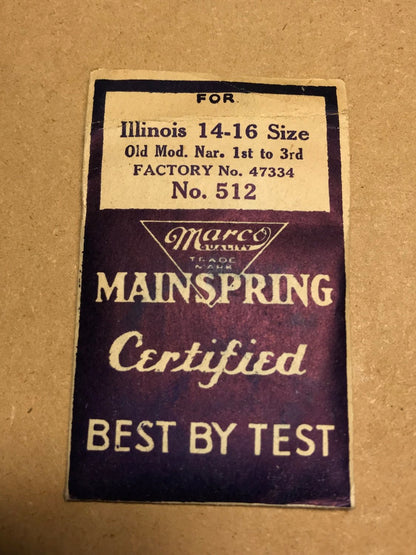 FOR
Illinois 14-16 Size
Old Mod. Nar. 1st to 3rd
FACTORY No. 47334
No. 512
Marco
QUALITY
TRADE
MARK
MAINSPRING
Certified
BEST BY TEST